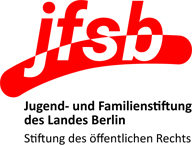 jfsb
Jugend- und Familienstiftung
des Landes Berlin
Stiftung des öffentlichen Rechts